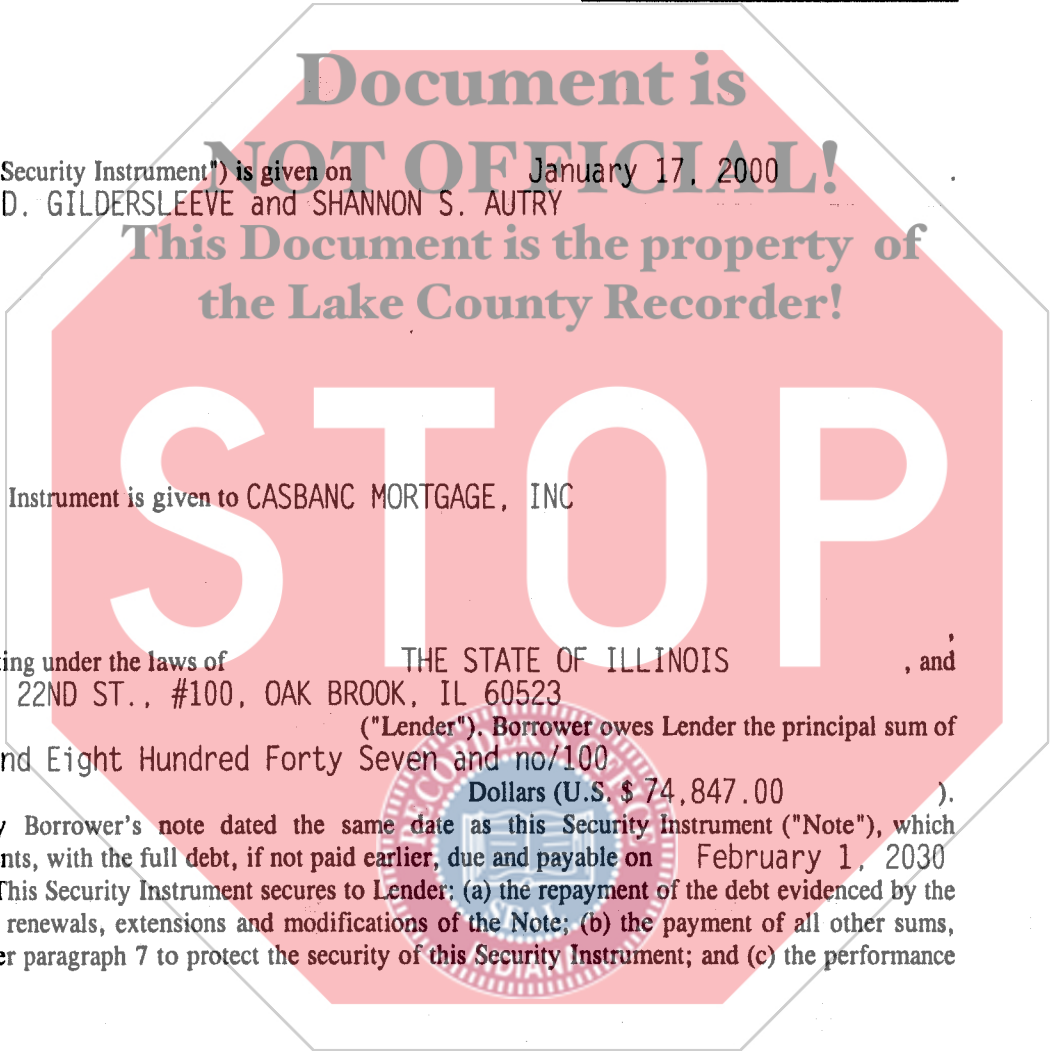 Document is
NOT OFFICIAL!
Security Instrument") is given on January 17, 2000 .
D. GILDERSLEEVE and SHANNON S. AUTRY
This Document is the property of
the Lake County Recorder!
STOP
Instrument is given to CASBANC MORTGAGE, INC
,
ting under the laws of THE STATE OF ILLINOIS , and
22ND ST., #100, OAK BROOK, IL 60523
("Lender"). Borrower owes Lender the principal sum of
nd Eight Hundred Forty Seven and no/100
Dollars (U.S. $ 74,847.00 ).
y Borrower's note dated the same date as this Security Instrument ("Note"), which
nts, with the full debt, if not paid earlier, due and payable on February 1, 2030
This Security Instrument secures to Lender: (a) the repayment of the debt evidenced by the
renewals, extensions and modifications of the Note; (b) the payment of all other sums,
er paragraph 7 to protect the security of this Security Instrument; and (c) the performance
RECORDER
SEAL
INDIANA